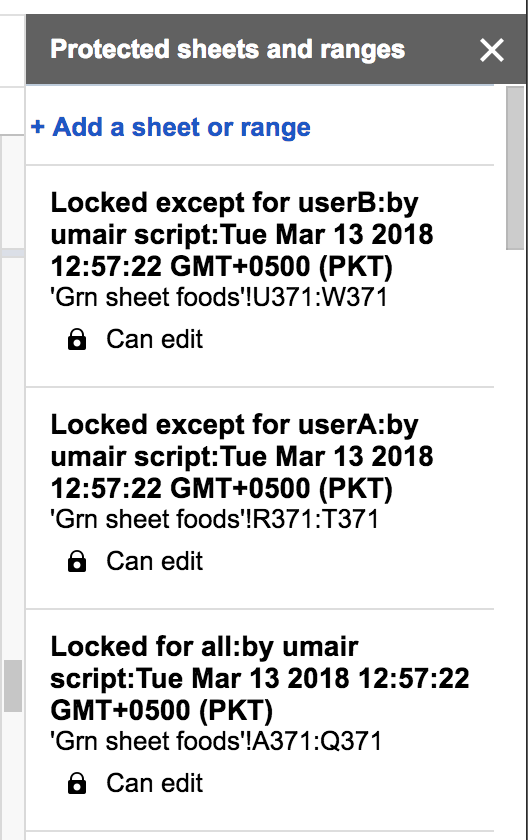 Protected sheets and ranges
+ Add a sheet or range
Locked except for userB:by
umair script:Tue Mar 13 2018
12:57:22 GMT+0500 (PKT)
'Grn sheet foods'!U371:W371
Can edit
Locked except for userA:by
umair script:Tue Mar 13 2018
12:57:22 GMT+0500 (PKT)
'Grn sheet foods'!R371:T371
Can edit
Locked for all:by umair
script:Tue Mar 13 2018 12:57:22
GMT+0500 (PKT)
'Grn sheet foods'!A371:Q371
Can edit